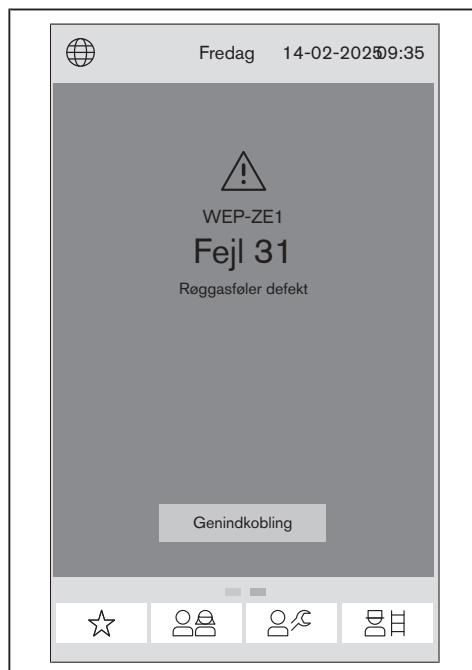 Fredag 14-02-2025 09:35
WEP-ZE1
Fejl 31
Røggasføler defekt
Genindkobling